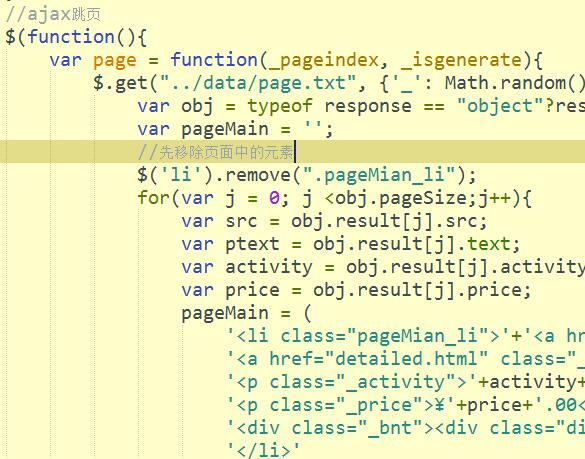 //ajax跳页
$(function(){
var page = function(_pageindex, _isgenerate){
$.get("../data/page.txt", {'_': Math.random()
var obj = typeof response == "object"?res
var pageMain = '';
//先移除页面中的元素
$('li').remove(".pageMian_li");
for(var j = 0; j <obj.pageSize;j++){
var src = obj.result[j].src;
var ptext = obj.result[j].text;
var activity = obj.result[j].activity
var price = obj.result[j].price;
pageMain = (
'<li class="pageMian_li">'+'<a h
'<a href="detailed.html" class="_
'<p class="_activity">'+activity+
'<p class="_price">¥'+price+'.00<
'<div class="_bnt"><div class="di
'</li>'